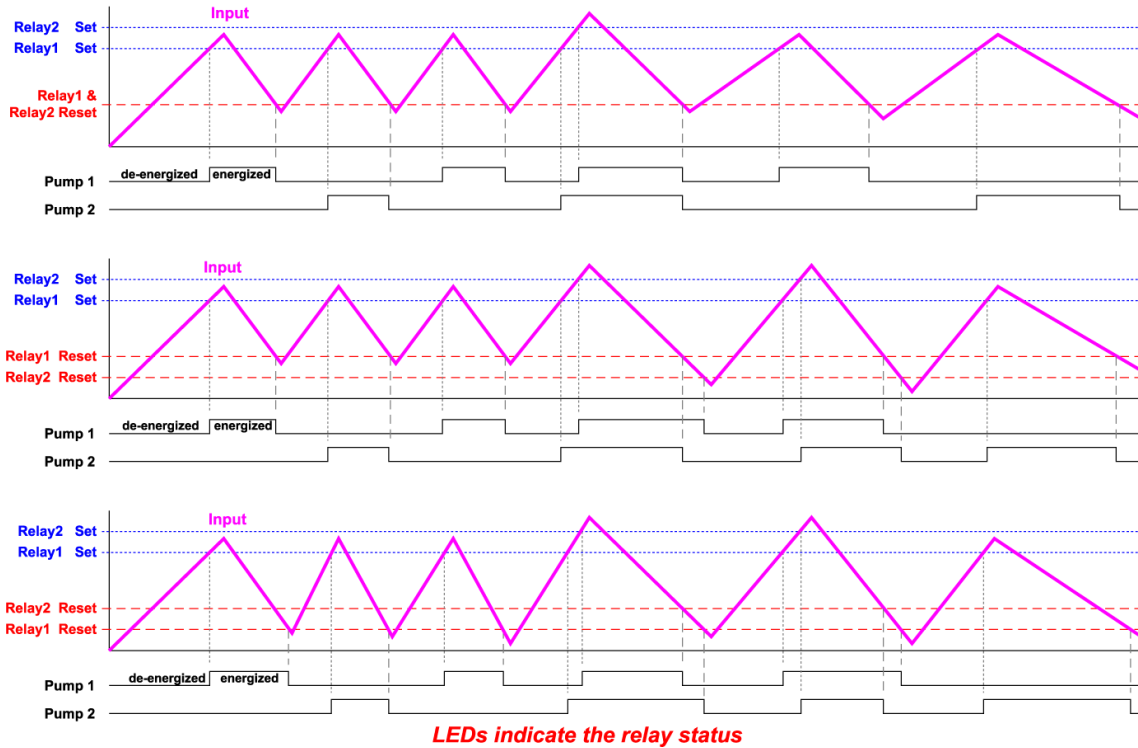 Input
Relay2 Set
Relay1 Set
Relay1 &
Relay2 Reset
de-energized energized
Pump 1
Pump 2
Input
Relay2 Set
Relay1 Set
Relay1 Reset
Relay2 Reset
de-energized energized
Pump 1
Pump 2
Input
Relay2 Set
Relay1 Set
Relay2 Reset
Relay1 Reset
de-energized energized
Pump 1
Pump 2
LEDs indicate the relay status